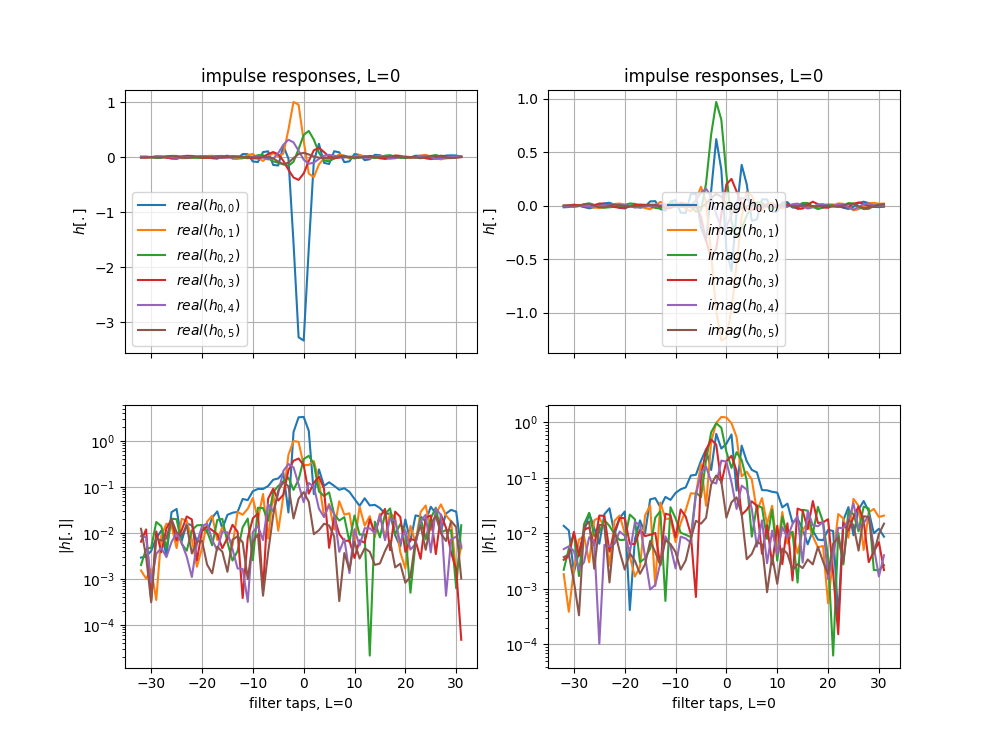 impulse responses, L=0
impulse responses, L=0
1
0
−1
−2
−3
h[.]
real(h0,0)
real(h0,1)
real(h0,2)
real(h0,3)
real(h0,4)
real(h0,5)
1.0
0.5
0.0
−0.5
−1.0
h[.]
imag(h0,0)
imag(h0,1)
imag(h0,2)
imag(h0,3)
imag(h0,4)
imag(h0,5)
10^0
10^−1
10^−2
10^−3
10^−4
|h[.]|
−30 −20 −10 0 10 20 30
filter taps, L=0
10^0
10^−1
10^−2
10^−3
10^−4
|h[.]|
−30 −20 −10 0 10 20 30
filter taps, L=0